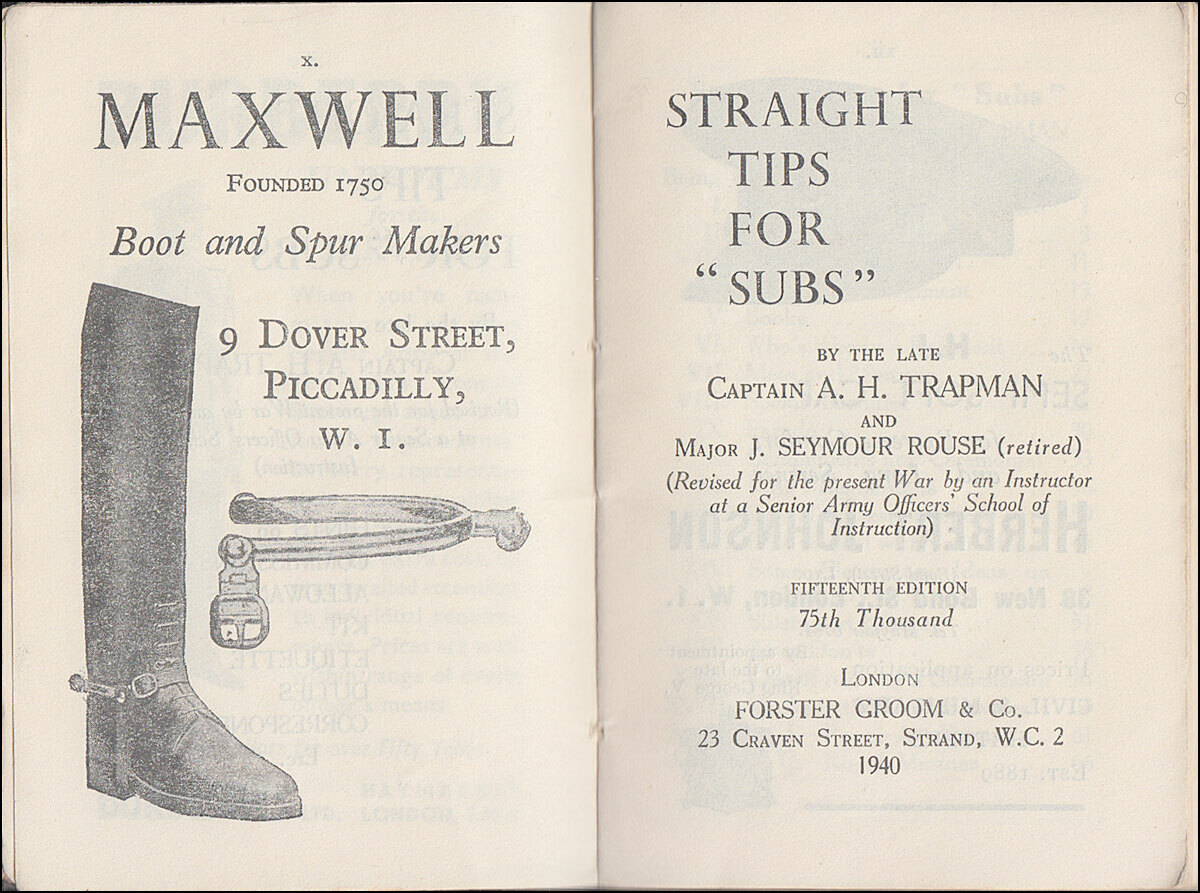 x.
MAXWELL
FOUNDED 1750
Boot and Spur Makers
9 DOVER STREET,
PICCADILLY,
W. 1.
STRAIGHT
TIPS
FOR
"SUBS"
BY THE LATE
CAPTAIN A. H. TRAPMAN
AND
MAJOR J. SEYMOUR ROUSE (retired)
(Revised for the present War by an Instructor
at a Senior Army Officers' School of
Instruction)
FIFTEENTH EDITION
75th Thousand
LONDON
FORSTER GROOM & Co.
23 CRAVEN STREET, STRAND, W.C. 2
1940